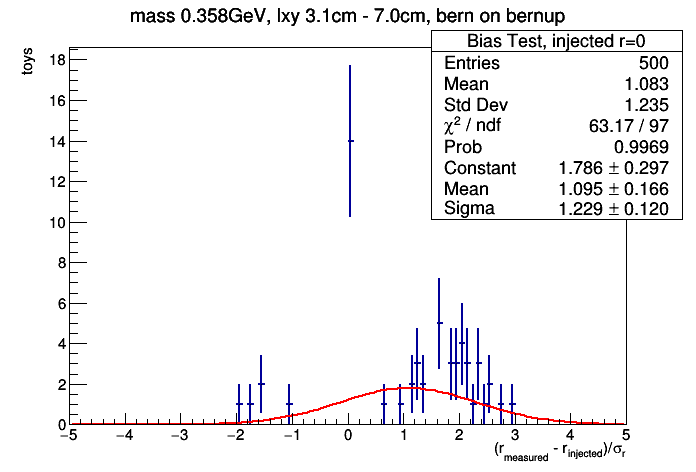 mass 0.358GeV, lxy 3.1cm - 7.0cm, bern on bernup
toys
Bias Test, injected r=0
Entries 500
Mean 1.083
Std Dev 1.235
χ² / ndf 63.17 / 97
Prob 0.9969
Constant 1.786 ± 0.297
Mean 1.095 ± 0.166
Sigma 1.229 ± 0.120
18
16
14
12
10
8
6
4
2
0
−5 −4 −3 −2 −1 0 1 2 3 4 5
(r_measured - r_injected)/σ_r